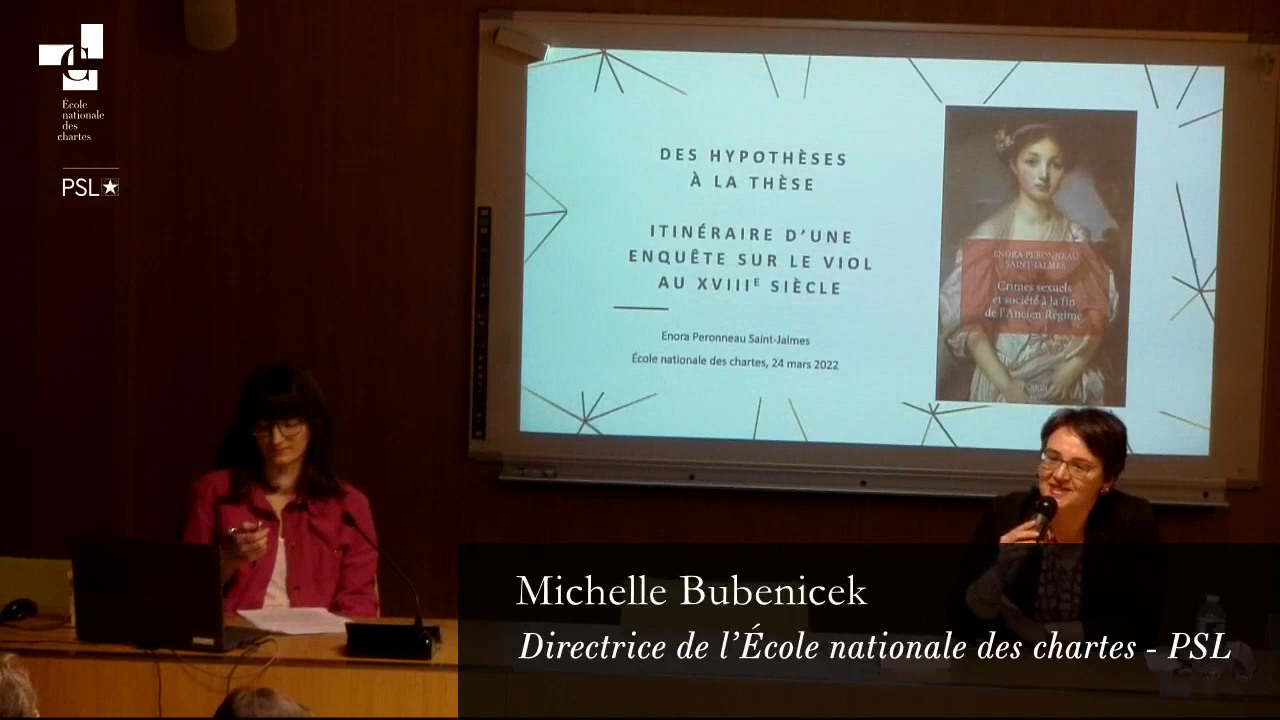 École
nationale
des
chartes
PSL
DES HYPOTHÈSES
À LA THÈSE
ITINÉRAIRE D’UNE
ENQUÊTE SUR LE VIOL
AU XVIIIᴱ SIÈCLE
Enora Peronneau Saint-Jalmes
École nationale des chartes, 24 mars 2022
ENORA PERONNEAU
SAINT-JALMES
Crimes sexuels
et société à la fin
de l'Ancien Régime
Michelle Bubenicek
Directrice de l’École nationale des chartes - PSL